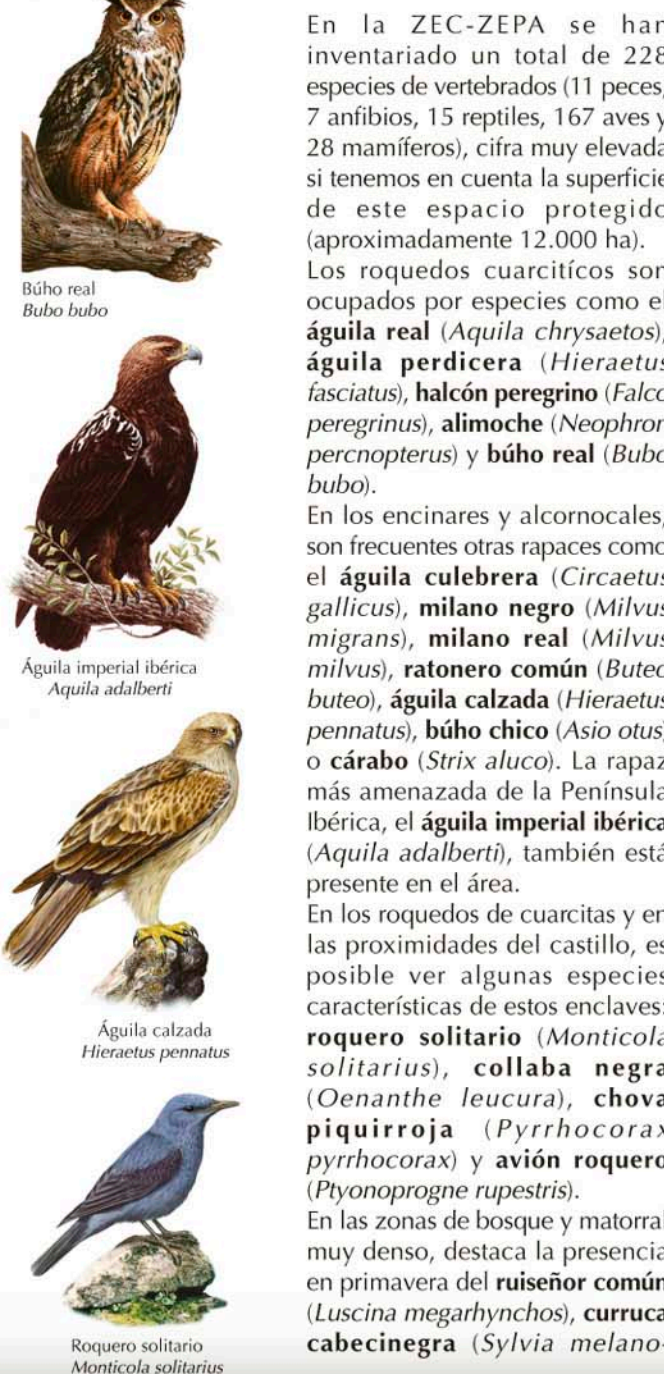 Búho real
Bubo bubo
Águila imperial ibérica
Aquila adalberti
Águila calzada
Hieraetus pennatus
Roquero solitario
Monticola solitarius
En la ZEC-ZEPA se han
inventariado un total de 228
especies de vertebrados (11 peces,
7 anfibios, 15 reptiles, 167 aves y
28 mamíferos), cifra muy elevada
si tenemos en cuenta la superficie
de este espacio protegido
(aproximadamente 12.000 ha).
Los roquedos cuarcitícos son
ocupados por especies como el
águila real (Aquila chrysaetos),
águila perdicera (Hieraetus
fasciatus), halcón peregrino (Falco
peregrinus), alimoche (Neophron
percnopterus) y búho real (Bubo
bubo).
En los encinares y alcornocales,
son frecuentes otras rapaces como
el águila culebrera (Circaetus
gallicus), milano negro (Milvus
migrans), milano real (Milvus
milvus), ratonero común (Buteo
buteo), águila calzada (Hieraetus
pennatus), búho chico (Asio otus)
o cárabo (Strix aluco). La rapaz
más amenazada de la Península
Ibérica, el águila imperial ibérica
(Aquila adalberti), también está
presente en el área.
En los roquedos de cuarcitas y en
las proximidades del castillo, es
posible ver algunas especies
características de estos enclaves:
roquero solitario (Monticola
solitarius), collaba negra
(Oenanthe leucura), chova
piquirroja (Pyrrhocorax
pyrrhocorax) y avión roquero
(Ptyonoprogne rupestris).
En las zonas de bosque y matorral
muy denso, destaca la presencia
en primavera del ruiseñor común
(Luscina megarhynchos), curruca
cabecinegra (Sylvia melano-